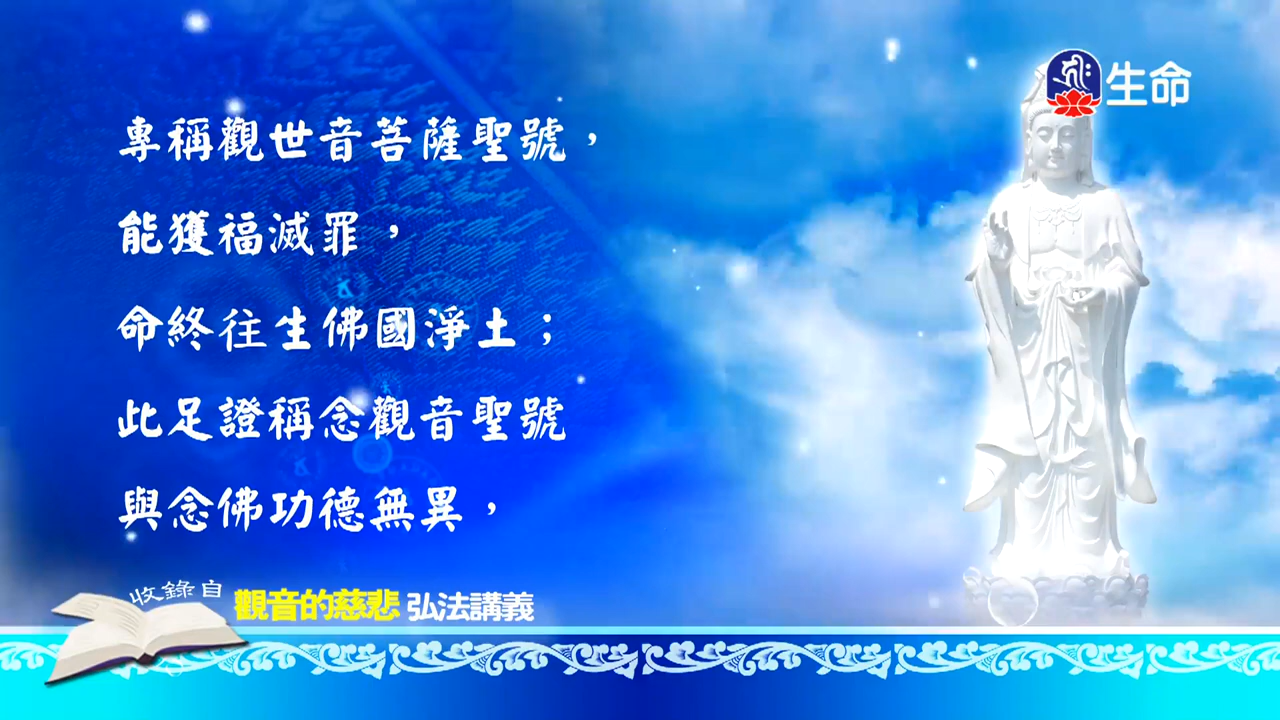 專稱觀世音菩薩聖號，
能獲福滅罪，
命終往生佛國淨土；
此足證稱念觀音聖號
與念佛功德無異，
收錄自 觀音的慈悲 弘法講義
生命